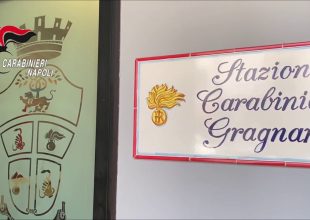 CARABINIERI
NAPOLI
Stazion
Carabinie
Gragnan